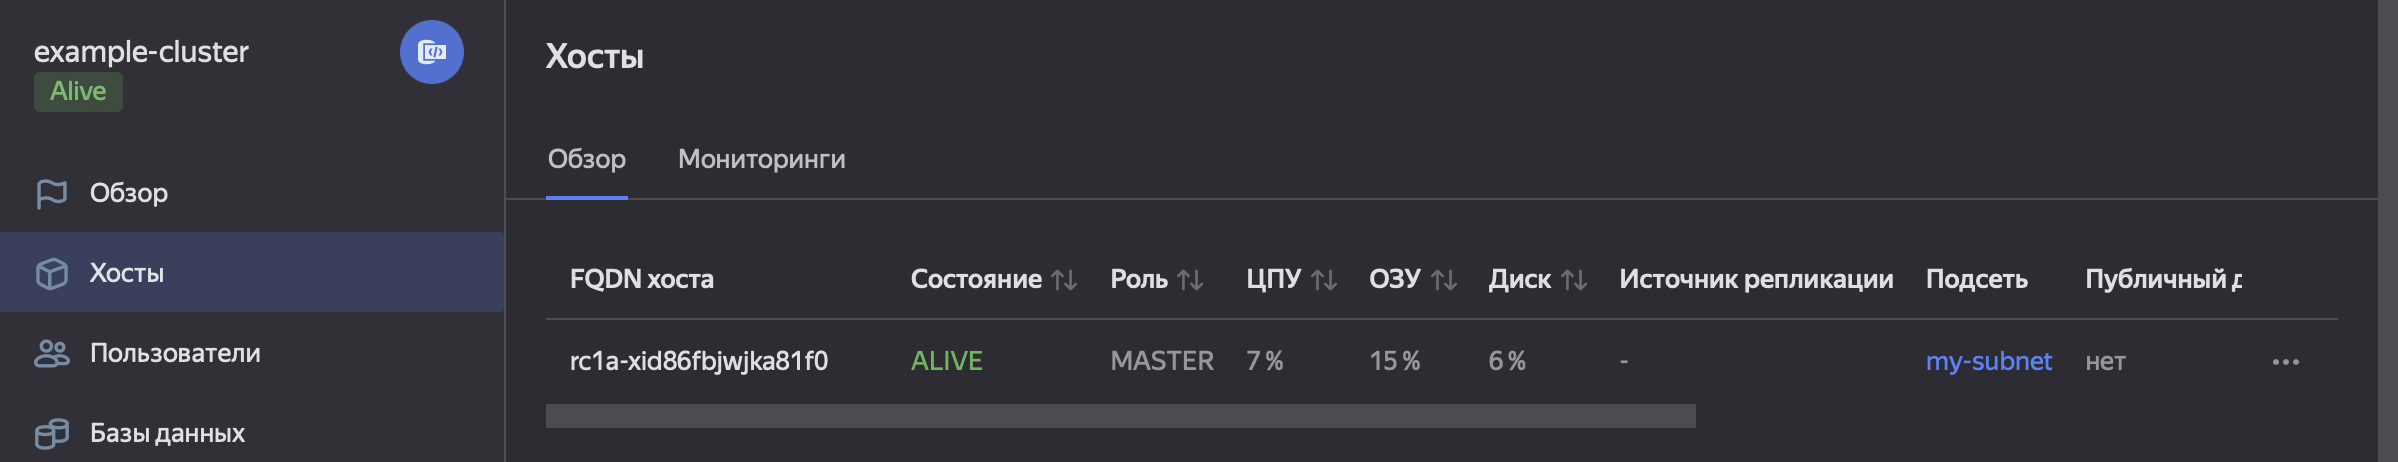 example-cluster
Alive
Обзор
Хосты
Пользователи
Базы данных
Хосты
Обзор Мониторинги
FQDN хоста Состояние Роль ЦПУ ОЗУ Диск Источник репликации Подсеть Публичный
rc1a-xid86fbjwjka81f0 ALIVE MASTER 7 % 15 % 6 % - my-subnet нет